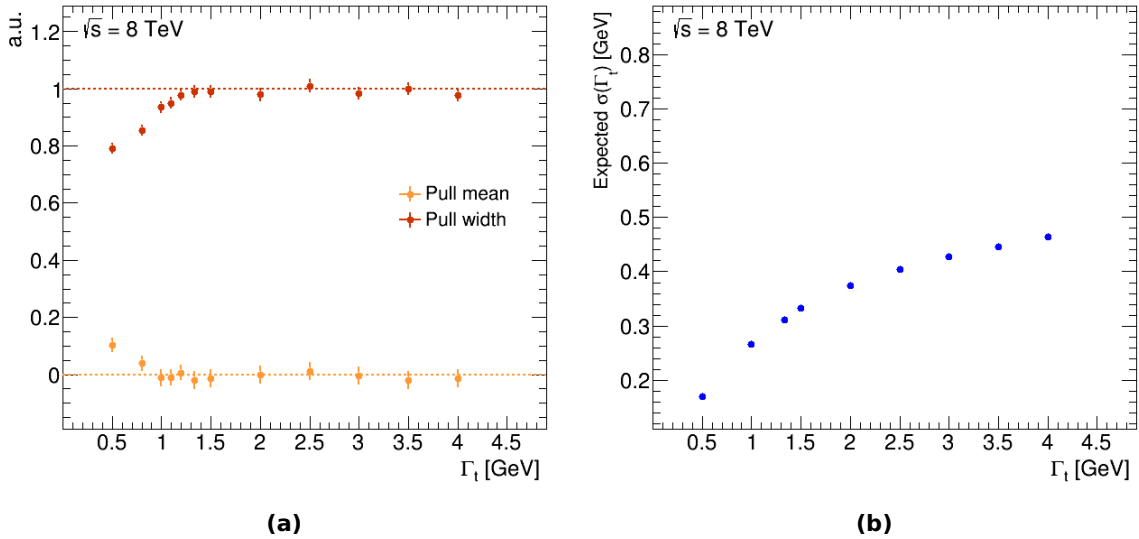 a.u.
√s = 8 TeV
1.2
1
0.8
0.6
0.4
0.2
0
Pull mean
Pull width
0.5 1 1.5 2 2.5 3 3.5 4 4.5
Γt [GeV]
(a)
Expected σ(Γt) [GeV]
√s = 8 TeV
0.8
0.7
0.6
0.5
0.4
0.3
0.2
0.5 1 1.5 2 2.5 3 3.5 4 4.5
Γt [GeV]
(b)